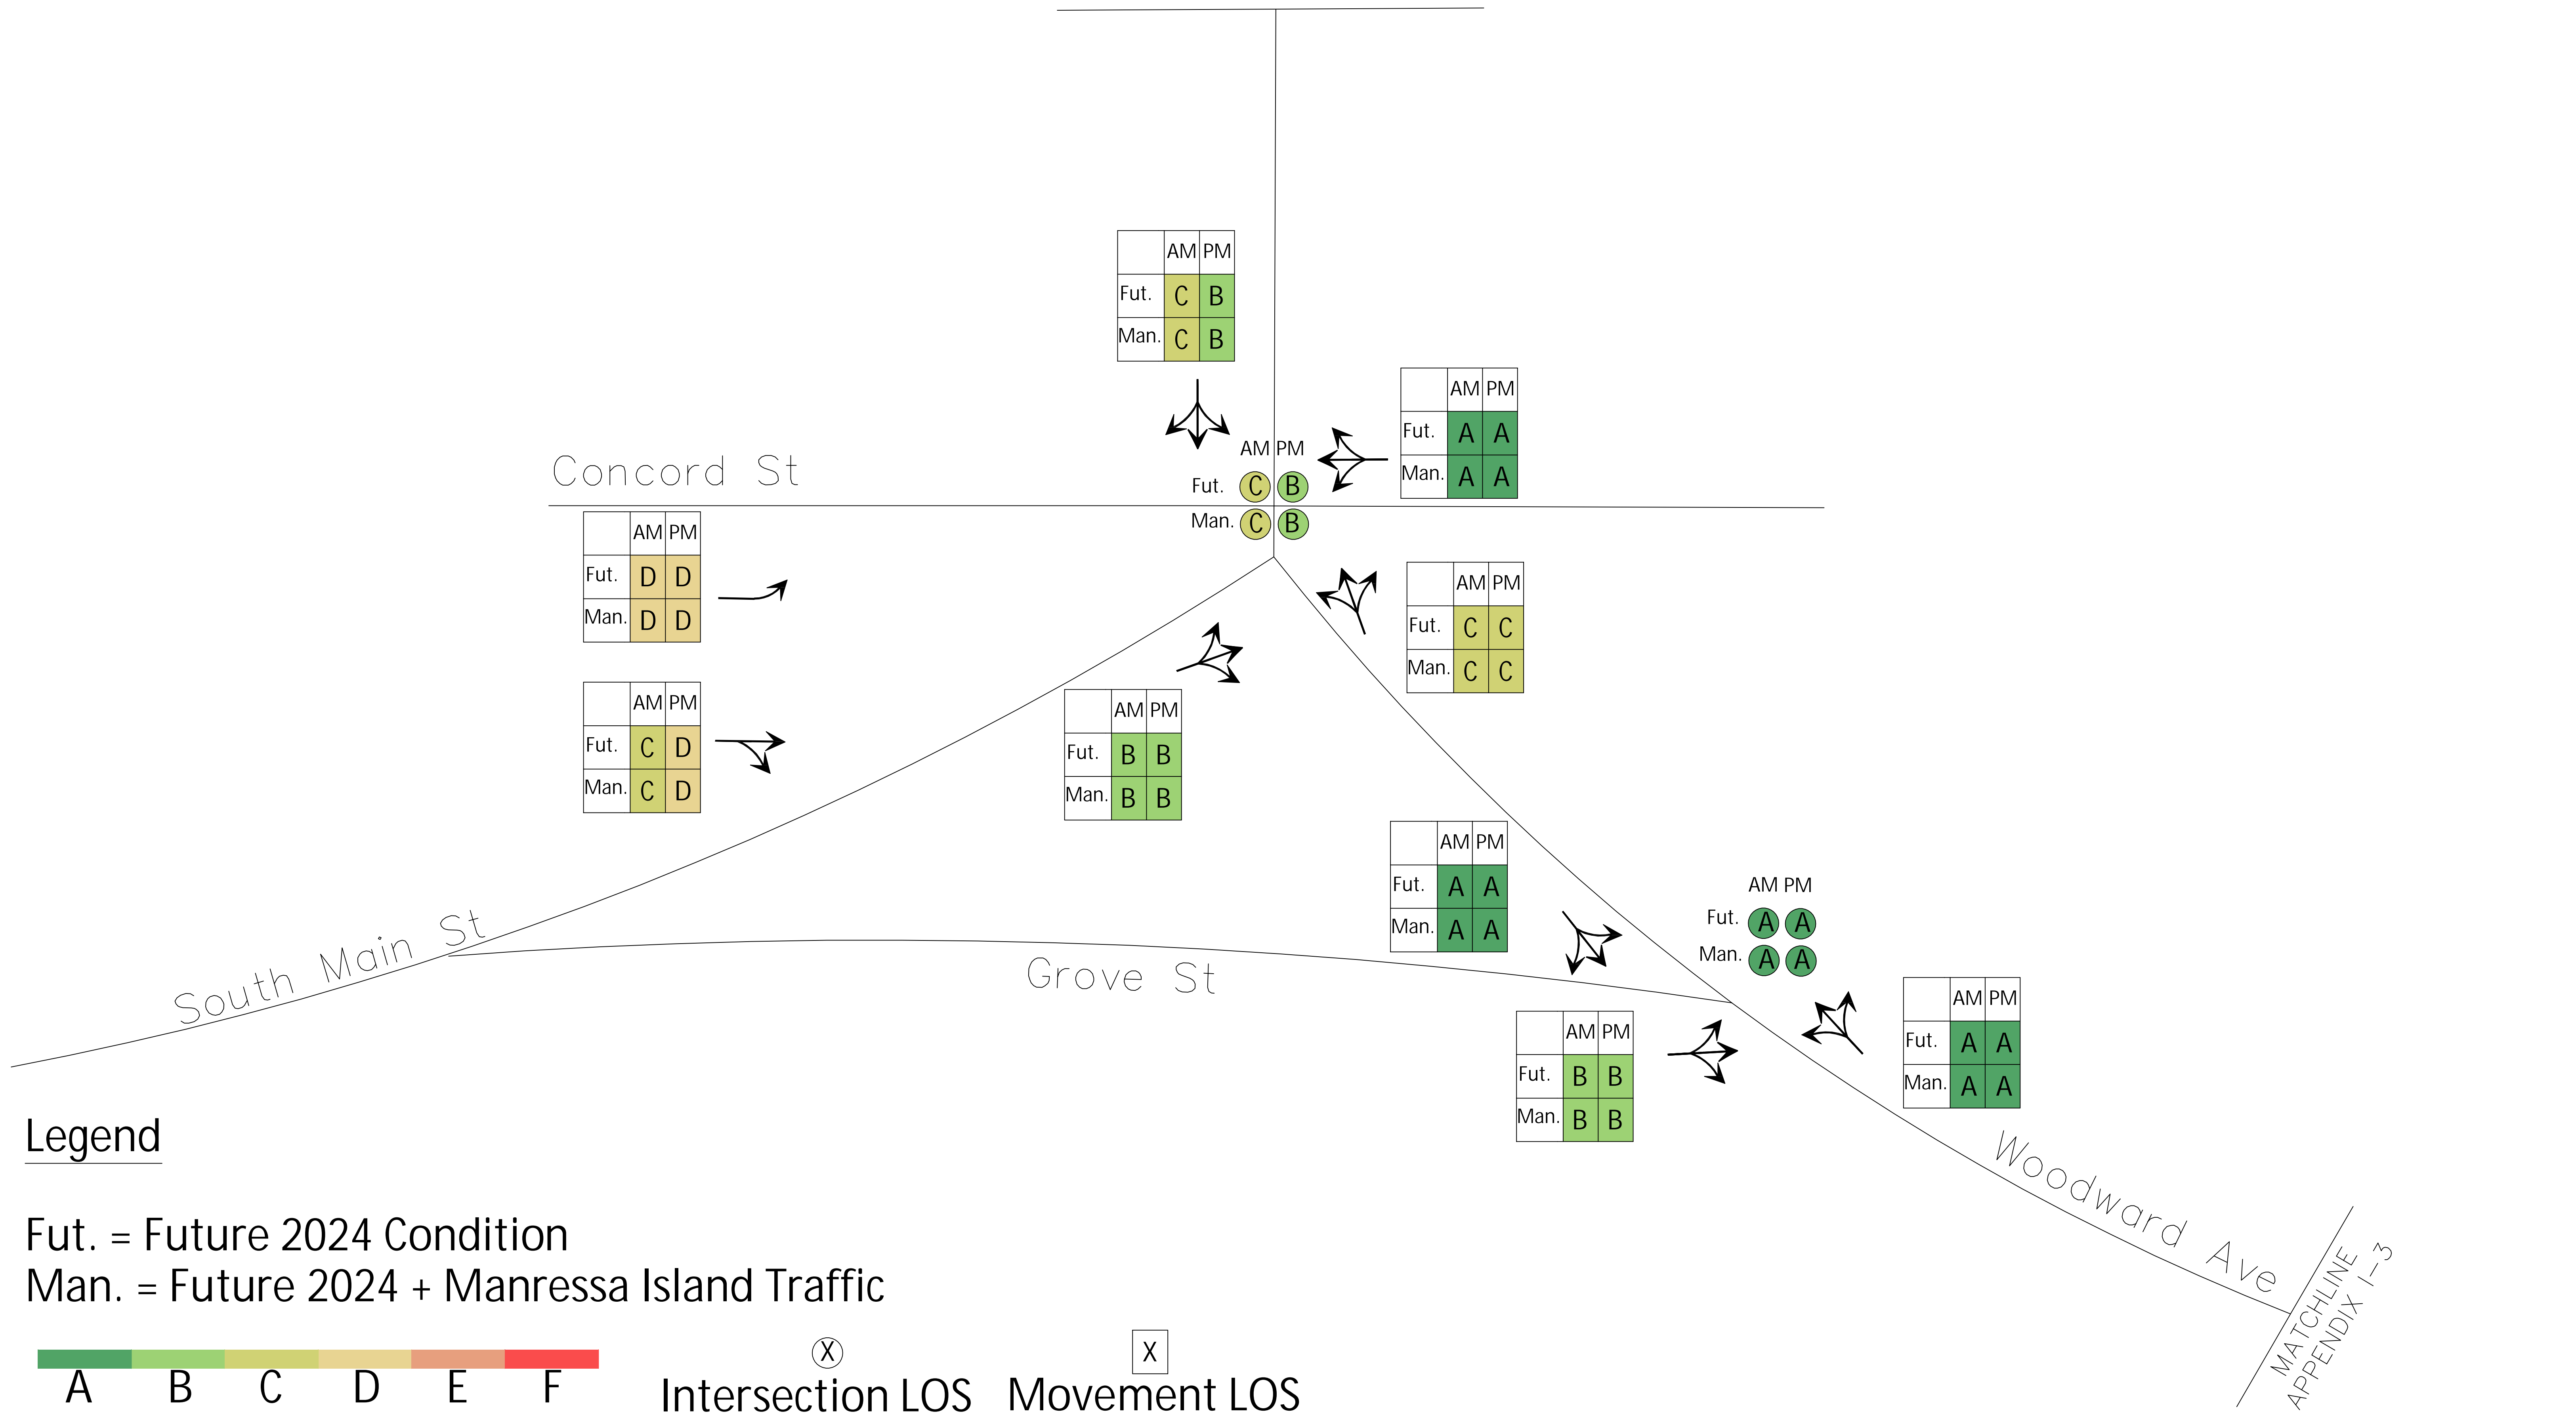 AM PM
Fut. C B
Man. C B
AM PM
Fut. A A
Man. A A
AM PM
Fut. C B
Man. C B
Concord St
AM PM
Fut. D D
Man. D D
AM PM
Fut. C C
Man. C C
AM PM
Fut. C D
Man. C D
AM PM
Fut. B B
Man. B B
AM PM
Fut. A A
Man. A A
AM PM
Fut. A A
Man. A A
South Main St
Grove St
AM PM
Fut. A A
Man. A A
AM PM
Fut. B B
Man. B B
Woodward Ave
MATCHLINE
APPENDIX I-3
Legend
Fut. = Future 2024 Condition
Man. = Future 2024 + Manressa Island Traffic
A B C D E F
X
Intersection LOS
X
Movement LOS